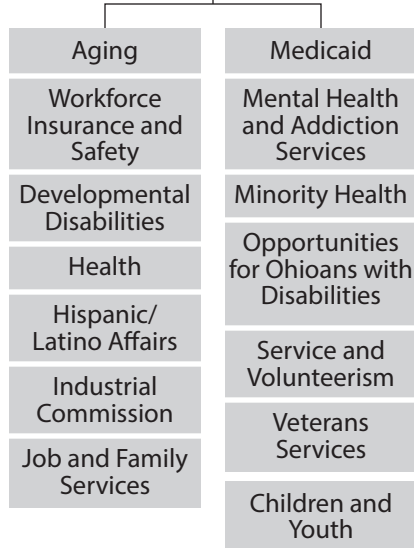 Aging
Workforce
Insurance and
Safety
Developmental
Disabilities
Health
Hispanic/
Latino Affairs
Industrial
Commission
Job and Family
Services
Medicaid
Mental Health
and Addiction
Services
Minority Health
Opportunities
for Ohioans with
Disabilities
Service and
Volunteerism
Veterans
Services
Children and
Youth